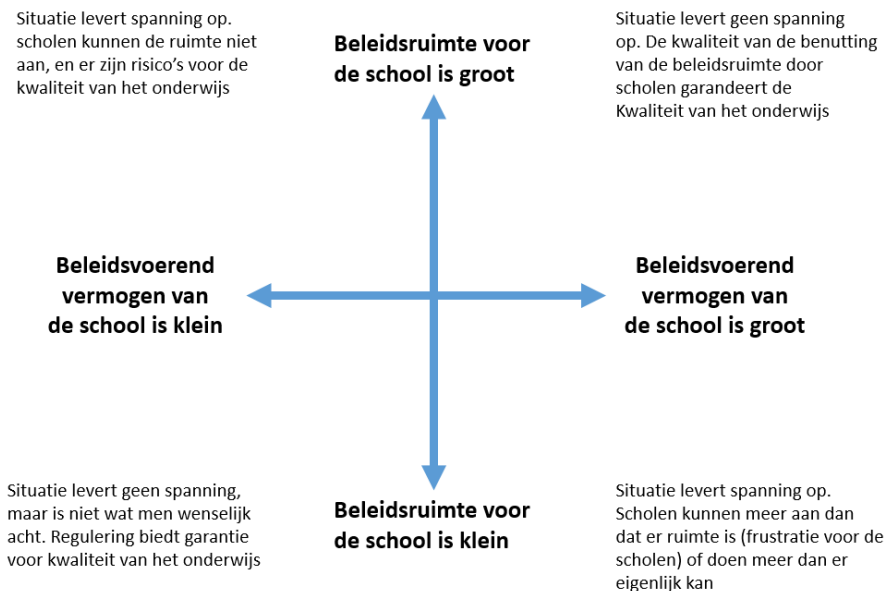 Situatie levert spanning op.
scholen kunnen de ruimte niet
aan, en er zijn risico's voor de
kwaliteit van het onderwijs
Beleidsruimte voor
de school is groot
Situatie levert geen spanning
op. De kwaliteit van de benutting
van de beleidsruimte door
scholen garandeert de
Kwaliteit van het onderwijs
Beleidsvoerend
vermogen van
de school is klein
Beleidsvoerend
vermogen van
de school is groot
Situatie levert geen spanning,
maar is niet wat men wenselijk
acht. Regulering biedt garantie
voor kwaliteit van het onderwijs
Beleidsruimte voor
de school is klein
Situatie levert spanning op.
Scholen kunnen meer aan dan
dat er ruimte is (frustratie voor de
scholen) of doen meer dan er
eigenlijk kan